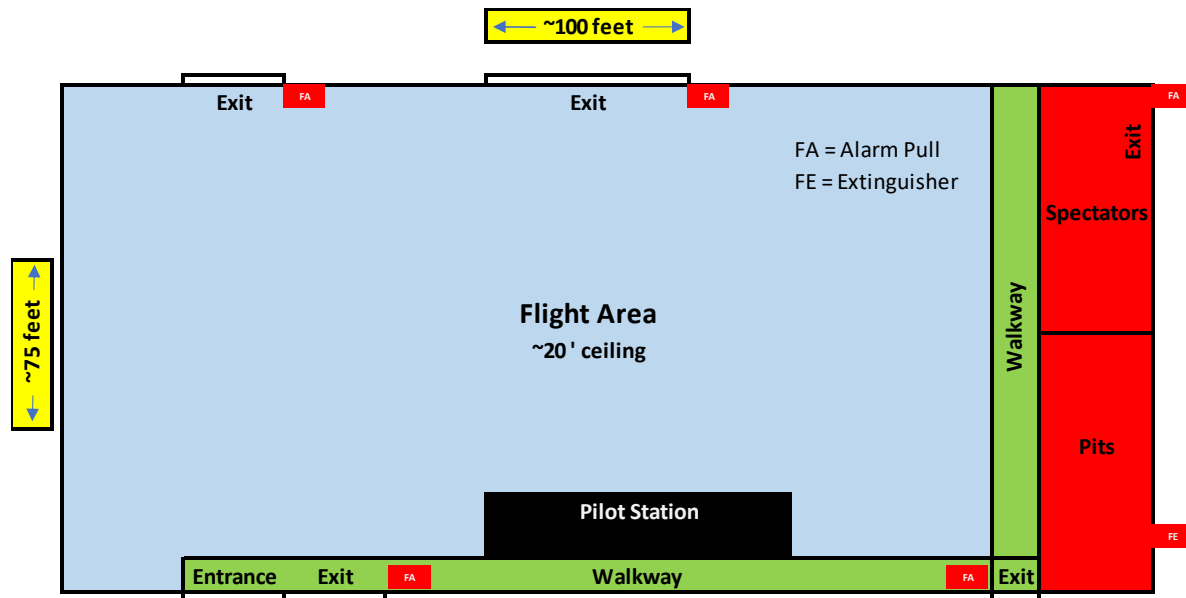 ~100 feet
Exit
FA
Exit
FA
FA
Exit
FA = Alarm Pull
FE = Extinguisher
Spectators
~75 feet
Flight Area
~20 ' ceiling
Walkway
Pits
Pilot Station
FE
Entrance
Exit
FA
Walkway
FA
Exit